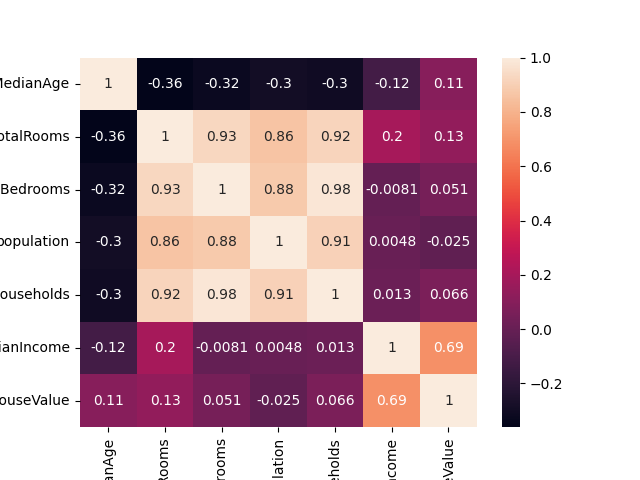 MedianAge 1 -0.36 -0.32 -0.3 -0.3 -0.12 0.11
otalRooms -0.36 1 0.93 0.86 0.92 0.2 0.13
Bedrooms -0.32 0.93 1 0.88 0.98 -0.0081 0.051
population -0.3 0.86 0.88 1 0.91 0.0048 -0.025
ouseholds -0.3 0.92 0.98 0.91 1 0.013 0.066
ianIncome -0.12 0.2 -0.0081 0.0048 0.013 1 0.69
ouseValue 0.11 0.13 0.051 -0.025 0.066 0.69 1
anAge
Rooms
rooms
lation
eholds
ncome
eValue
1.0
0.8
0.6
0.4
0.2
0.0
−0.2